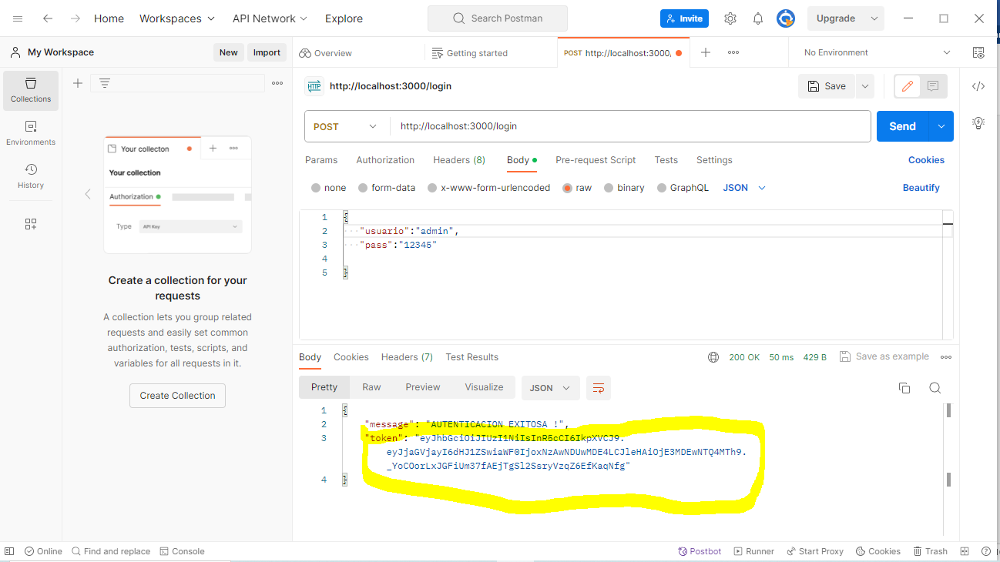 Home
Workspaces
API Network
Explore
Search Postman
Invite
Upgrade
My Workspace
New
Import
Overview
Getting started
POST http://localhost:3000,
No Environment
Collections
Environments
History
HTTP
http://localhost:3000/login
Save
POST
http://localhost:3000/login
Send
Params
Authorization
Headers (8)
Body
Pre-request Script
Tests
Settings
Cookies
none
form-data
x-www-form-urlencoded
raw
binary
GraphQL
JSON
Beautify
1 {
2 "usuario":"admin",
3 "pass":"12345"
4
5 }
Your collecton
Your collection
Authorization
Type
API Key
Create a collection for your
requests
A collection lets you group related
requests and easily set common
authorization, tests, scripts, and
variables for all requests in it.
Create Collection
Body
Cookies
Headers (7)
Test Results
200 OK
50 ms
429 B
Save as example
Pretty
Raw
Preview
Visualize
JSON
1 {
2 "message": "AUTENTICACION EXITOSA !",
3 "token": "eyJhbGciOiJIUzI1NiIsInR5cCI6IkpXVCJ9.
eyJjaGVjayI6dHJ1ZSwiaWF0IjoxNzAwNDUwMDE4LCJleHAiOjE3MDEwNTQ4MTh9.
_YoCOorLxJGFiUm37fAEjTgSl2SsryVzqZ6EfKaqNfg"
4 }
Online
Find and replace
Console
Postbot
Runner
Start Proxy
Cookies
Trash